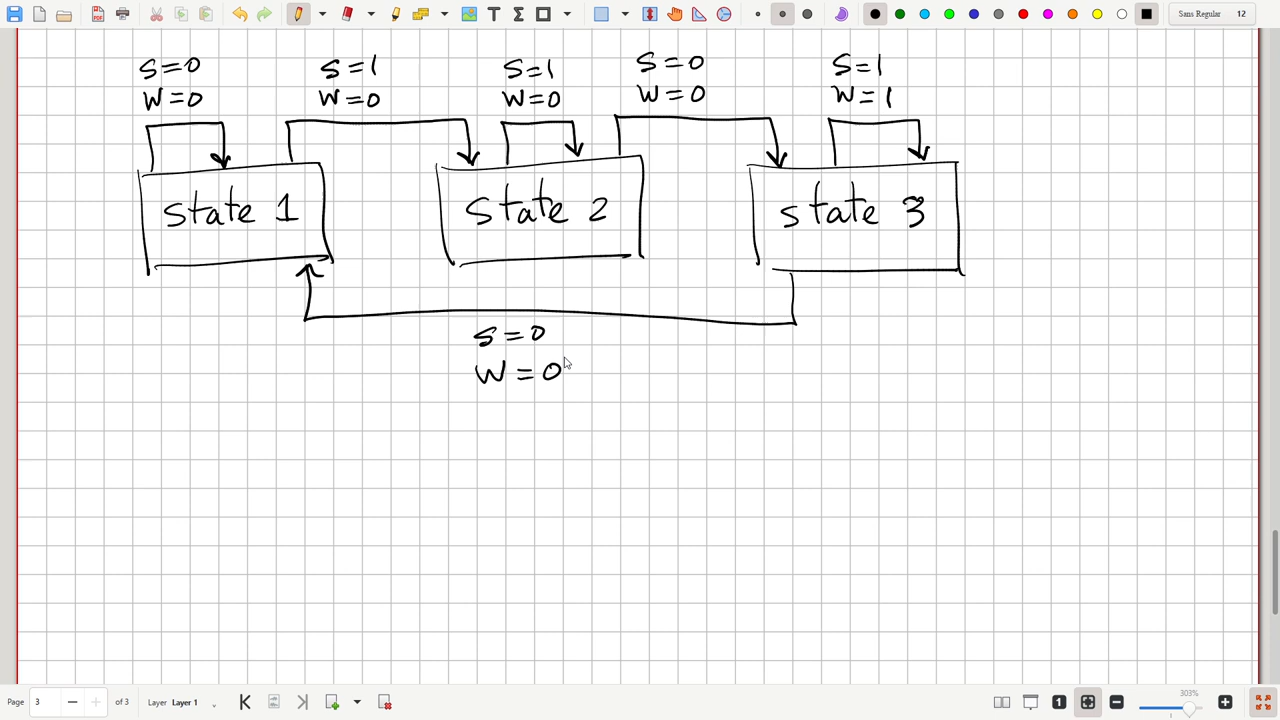 Sans Regular 12
S=0 S=1 S=1 S=0 S=1
W=0 W=0 W=0 W=0 W=1
state 1 state 2 state 3
S=0
W=0
Page 3 of 3 Layer Layer 1 303%